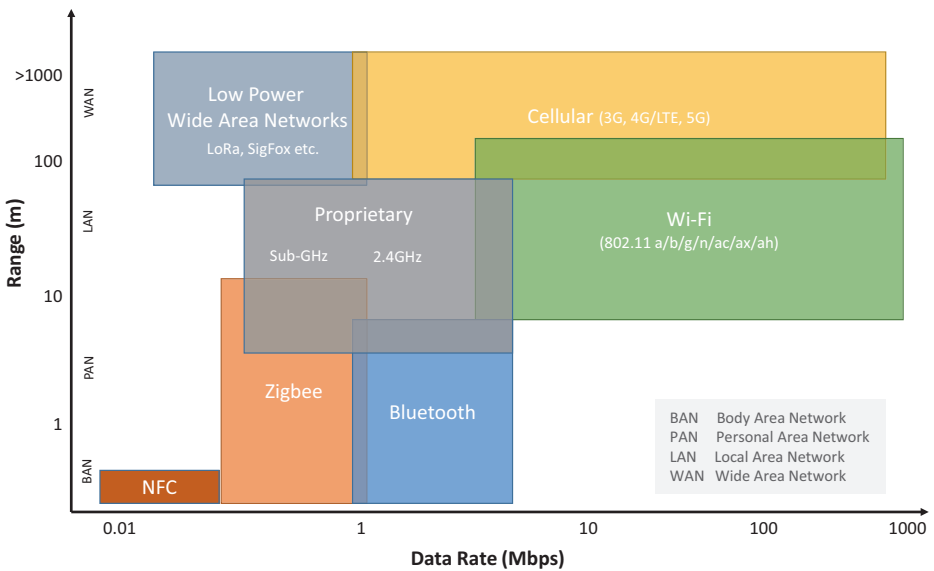 >1000
100
10
1
Range (m)
WAN
LAN
PAN
BAN
Low Power
Wide Area Networks
LoRa, SigFox etc.
Cellular (3G, 4G/LTE, 5G)
Proprietary
Sub-GHz 2.4GHz
Wi-Fi
(802.11 a/b/g/n/ac/ax/ah)
Zigbee
Bluetooth
NFC
BAN Body Area Network
PAN Personal Area Network
LAN Local Area Network
WAN Wide Area Network
0.01 1 10 100 1000
Data Rate (Mbps)